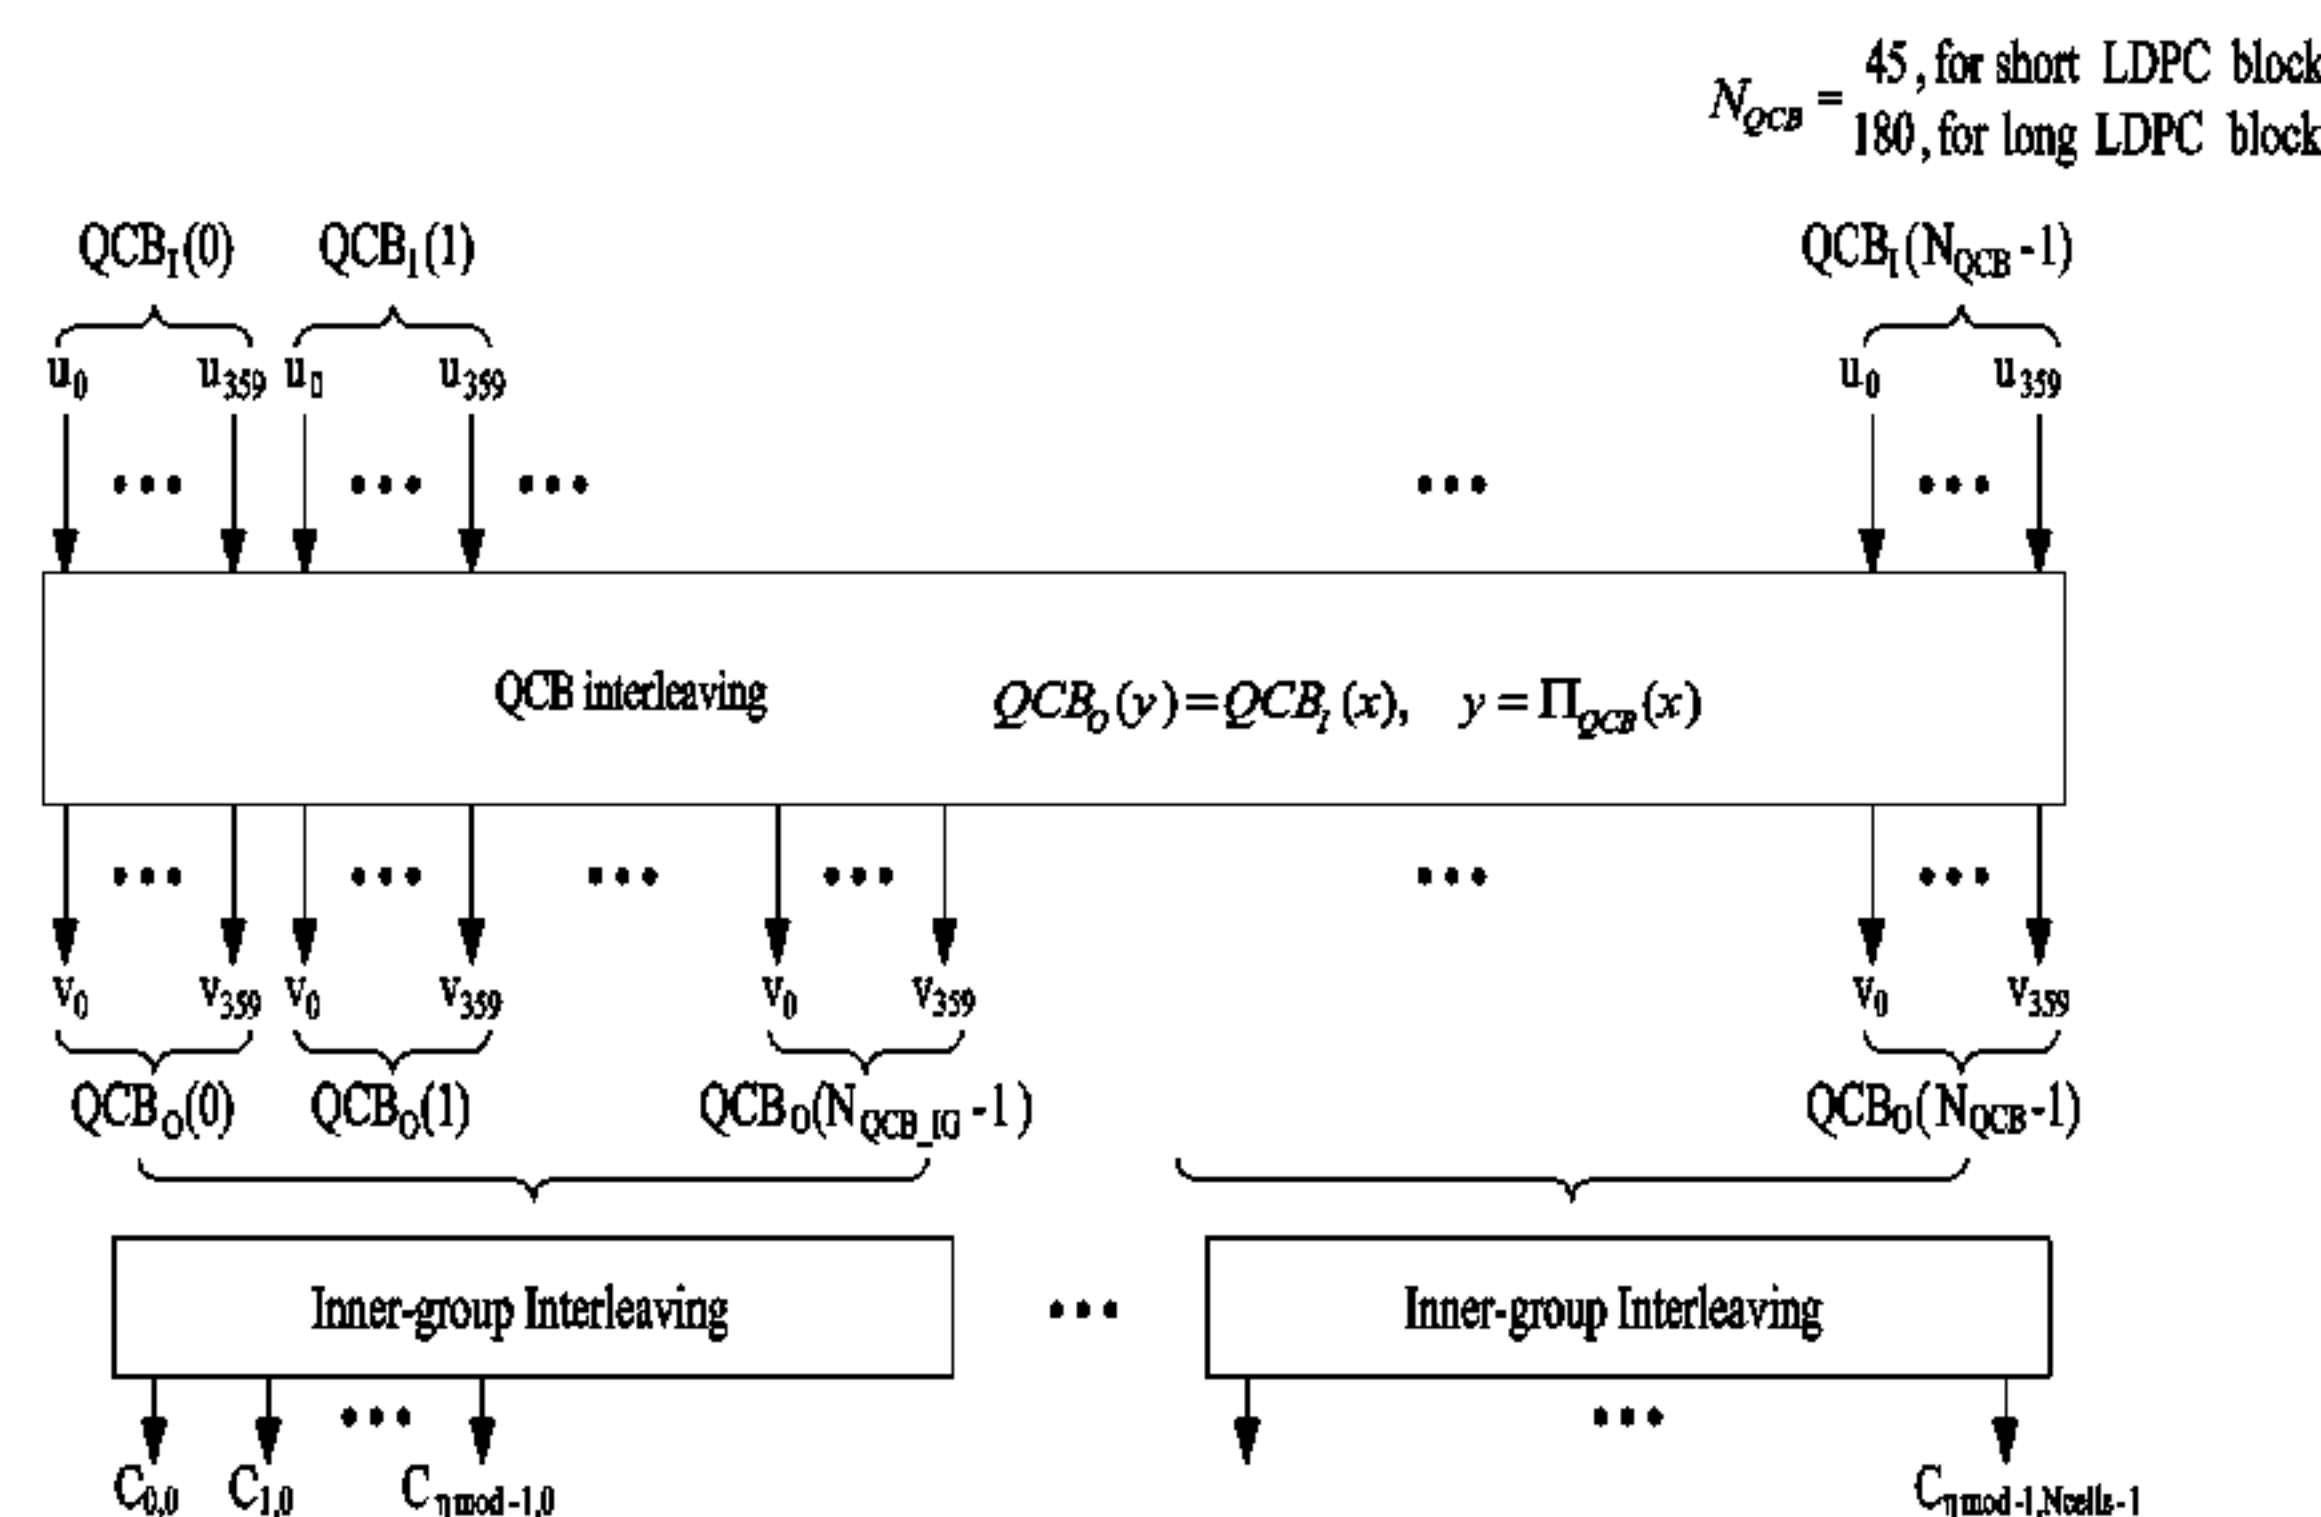 N_QCB = 45, for short LDPC block
180, for long LDPC block
QCB_I(0) QCB_I(1) QCB_I(N_QCB-1)
u_0 u_359 u_0 u_359 u_0 u_359
••• ••• ••• ••• •••
QCB interleaving QCB_O(y)=QCB_I(x), y=Π_QCB(x)
••• ••• ••• ••• ••• •••
v_0 v_359 v_0 v_359 v_0 v_359 v_0 v_359
QCB_O(0) QCB_O(1) QCB_O(N_QCB_IG-1) QCB_O(N_QCB-1)
Inner-group Interleaving ••• Inner-group Interleaving
••• •••
C_0,0 C_1,0 C_ηmod-1,0 C_ηmod-1,Ncells-1